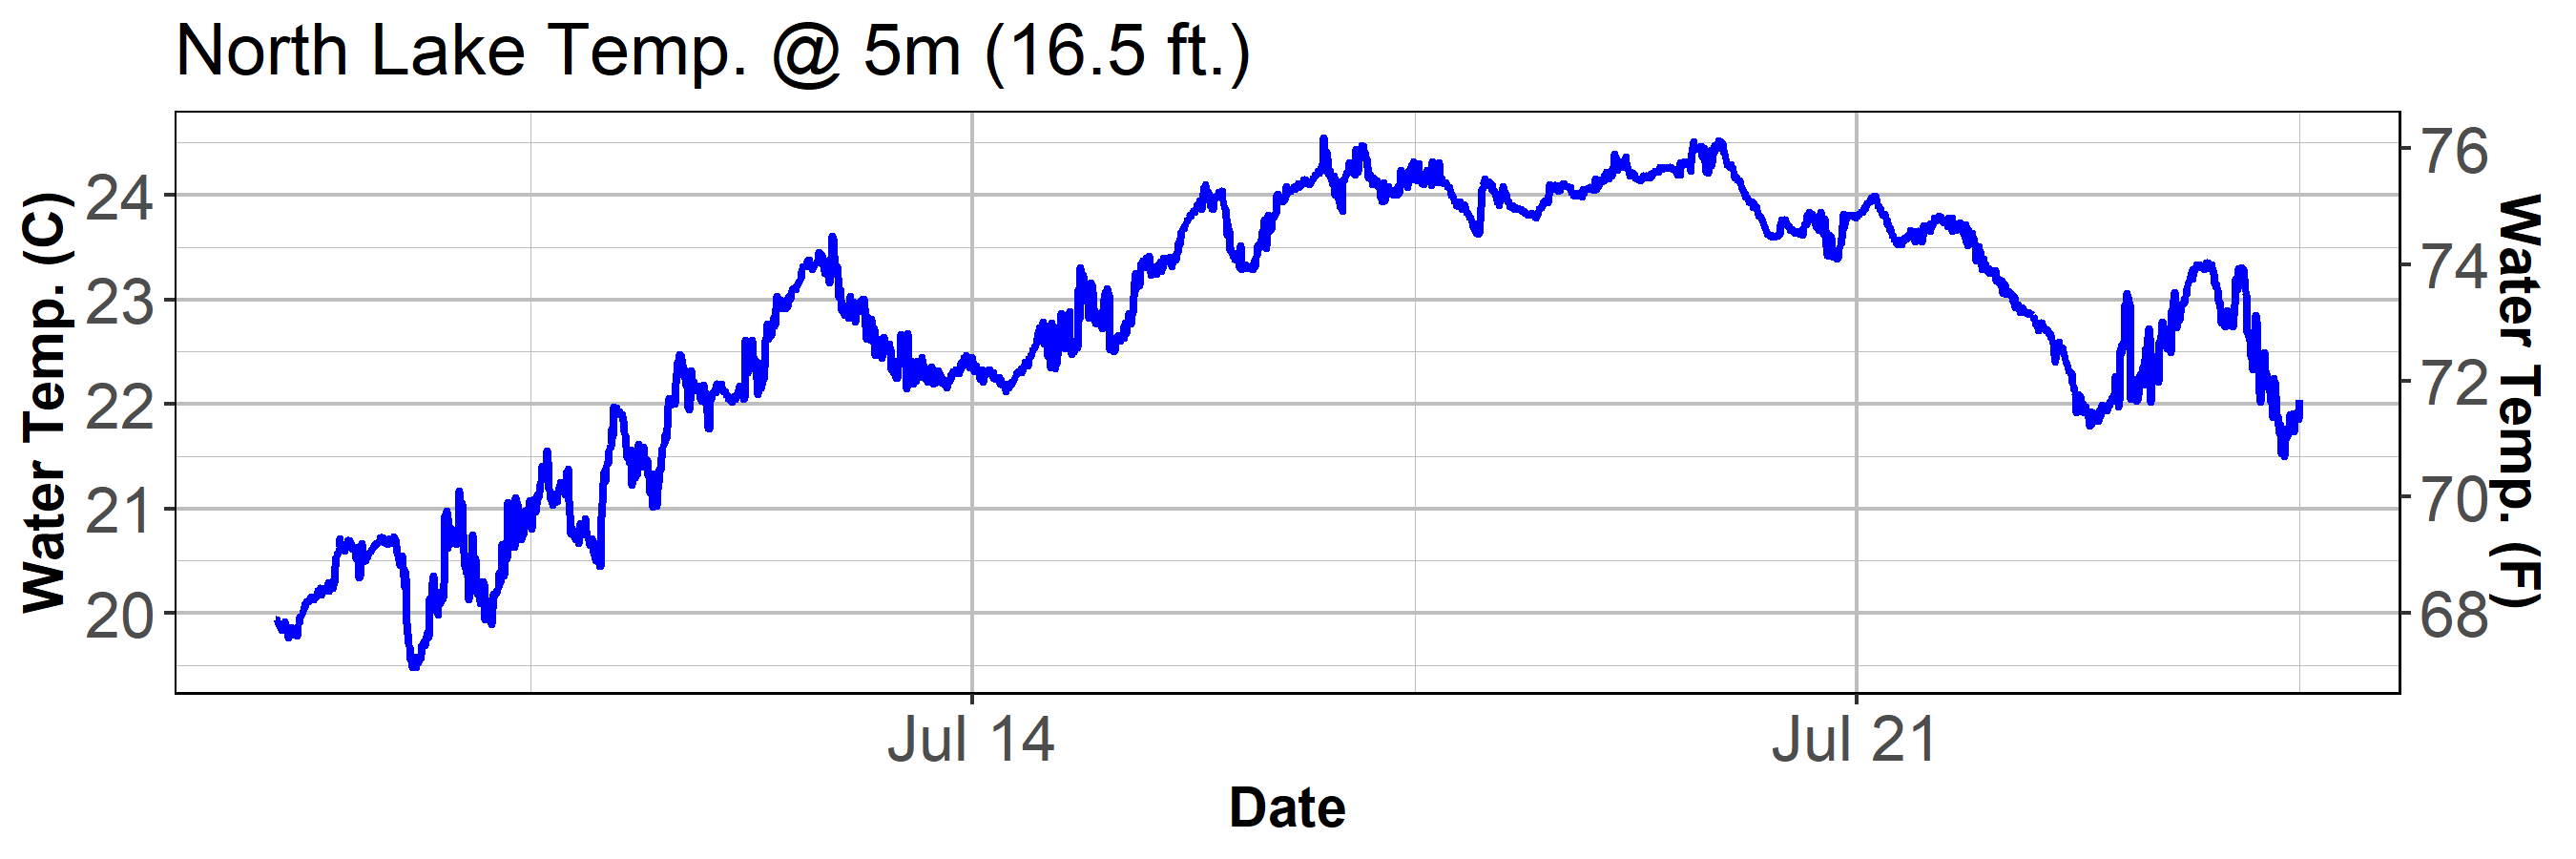 North Lake Temp. @ 5m (16.5 ft.)
Water Temp. (C)
24
23
22
21
20
76
74
72
70
68
Water Temp. (F)
Jul 14
Jul 21
Date